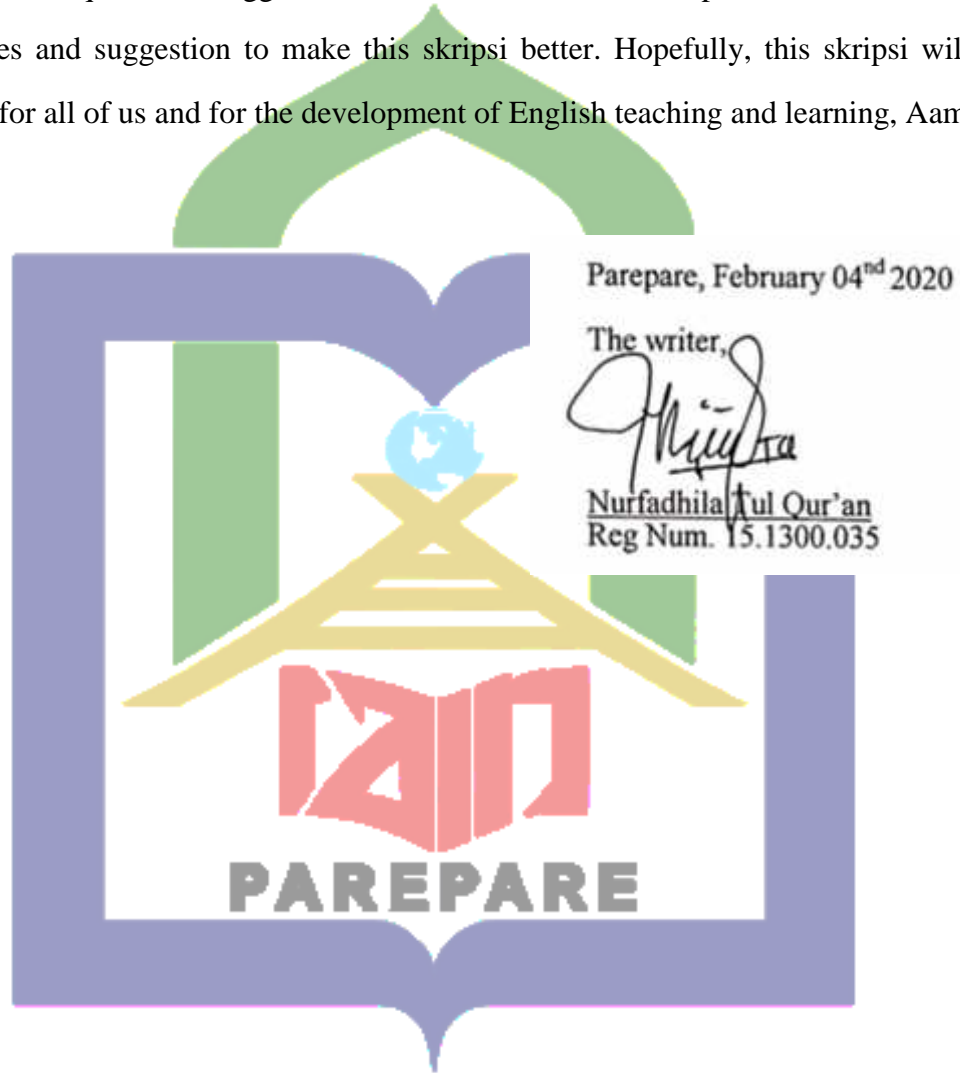 es and suggestion to make this skripsi better. Hopefully, this skripsi wil
for all of us and for the development of English teaching and learning, Aam
Parepare, February 04nd 2020
The writer,
Nurfadhila Tul Qur'an
Reg Num. 15.1300.035
IAIN
PAREPARE